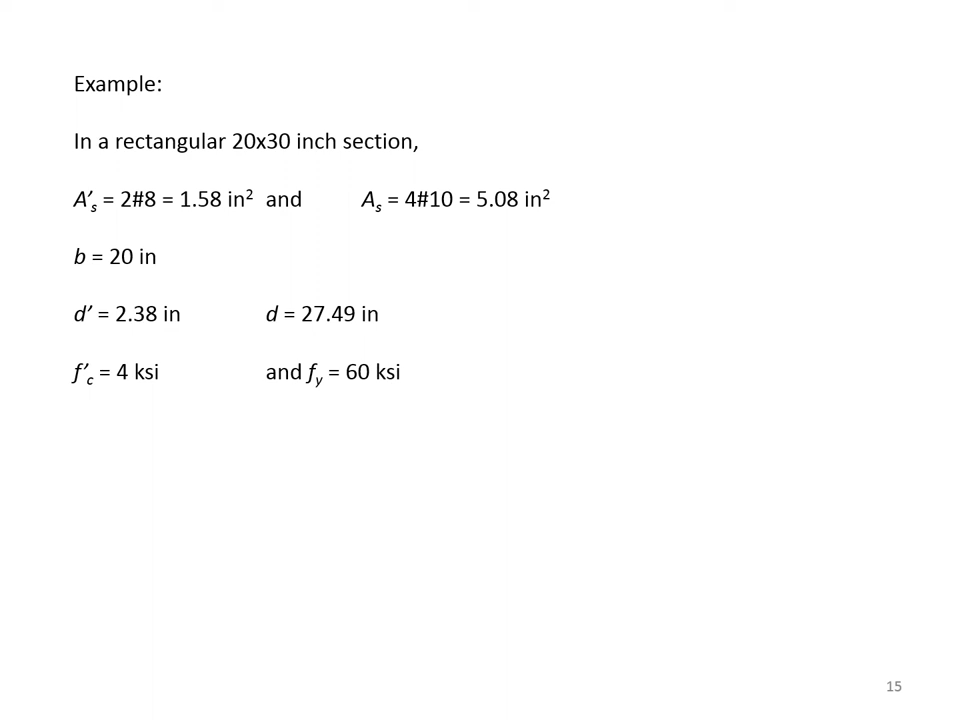 Example:
In a rectangular 20x30 inch section,
A’s = 2#8 = 1.58 in² and As = 4#10 = 5.08 in²
b = 20 in
d’ = 2.38 in d = 27.49 in
f’c = 4 ksi and fy = 60 ksi
15